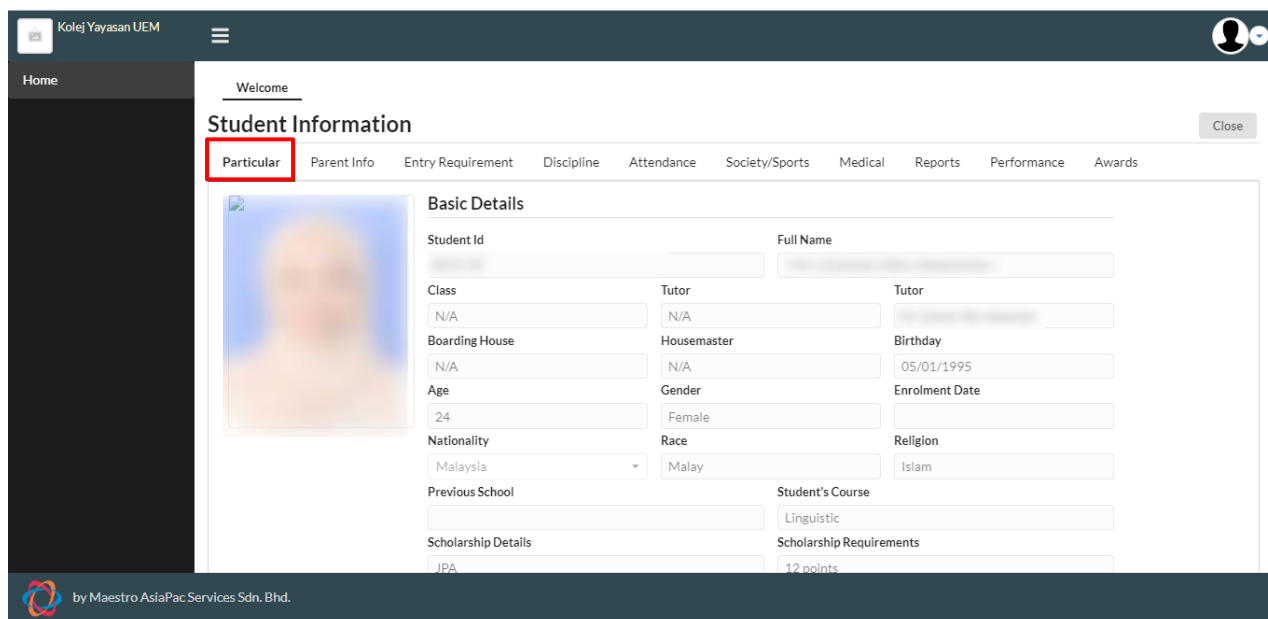 Kolej Yayasan UEM
Home
Welcome
Student Information
Close
Particular Parent Info Entry Requirement Discipline Attendance Society/Sports Medical Reports Performance Awards
Basic Details
Student Id Full Name
Class Tutor Tutor
N/A N/A
Boarding House Housemaster Birthday
N/A N/A 05/01/1995
Age Gender Enrolment Date
24 Female
Nationality Race Religion
Malaysia Malay Islam
Previous School Student's Course
Linguistic
Scholarship Details Scholarship Requirements
JPA 12 points
by Maestro AsiaPac Services Sdn. Bhd.